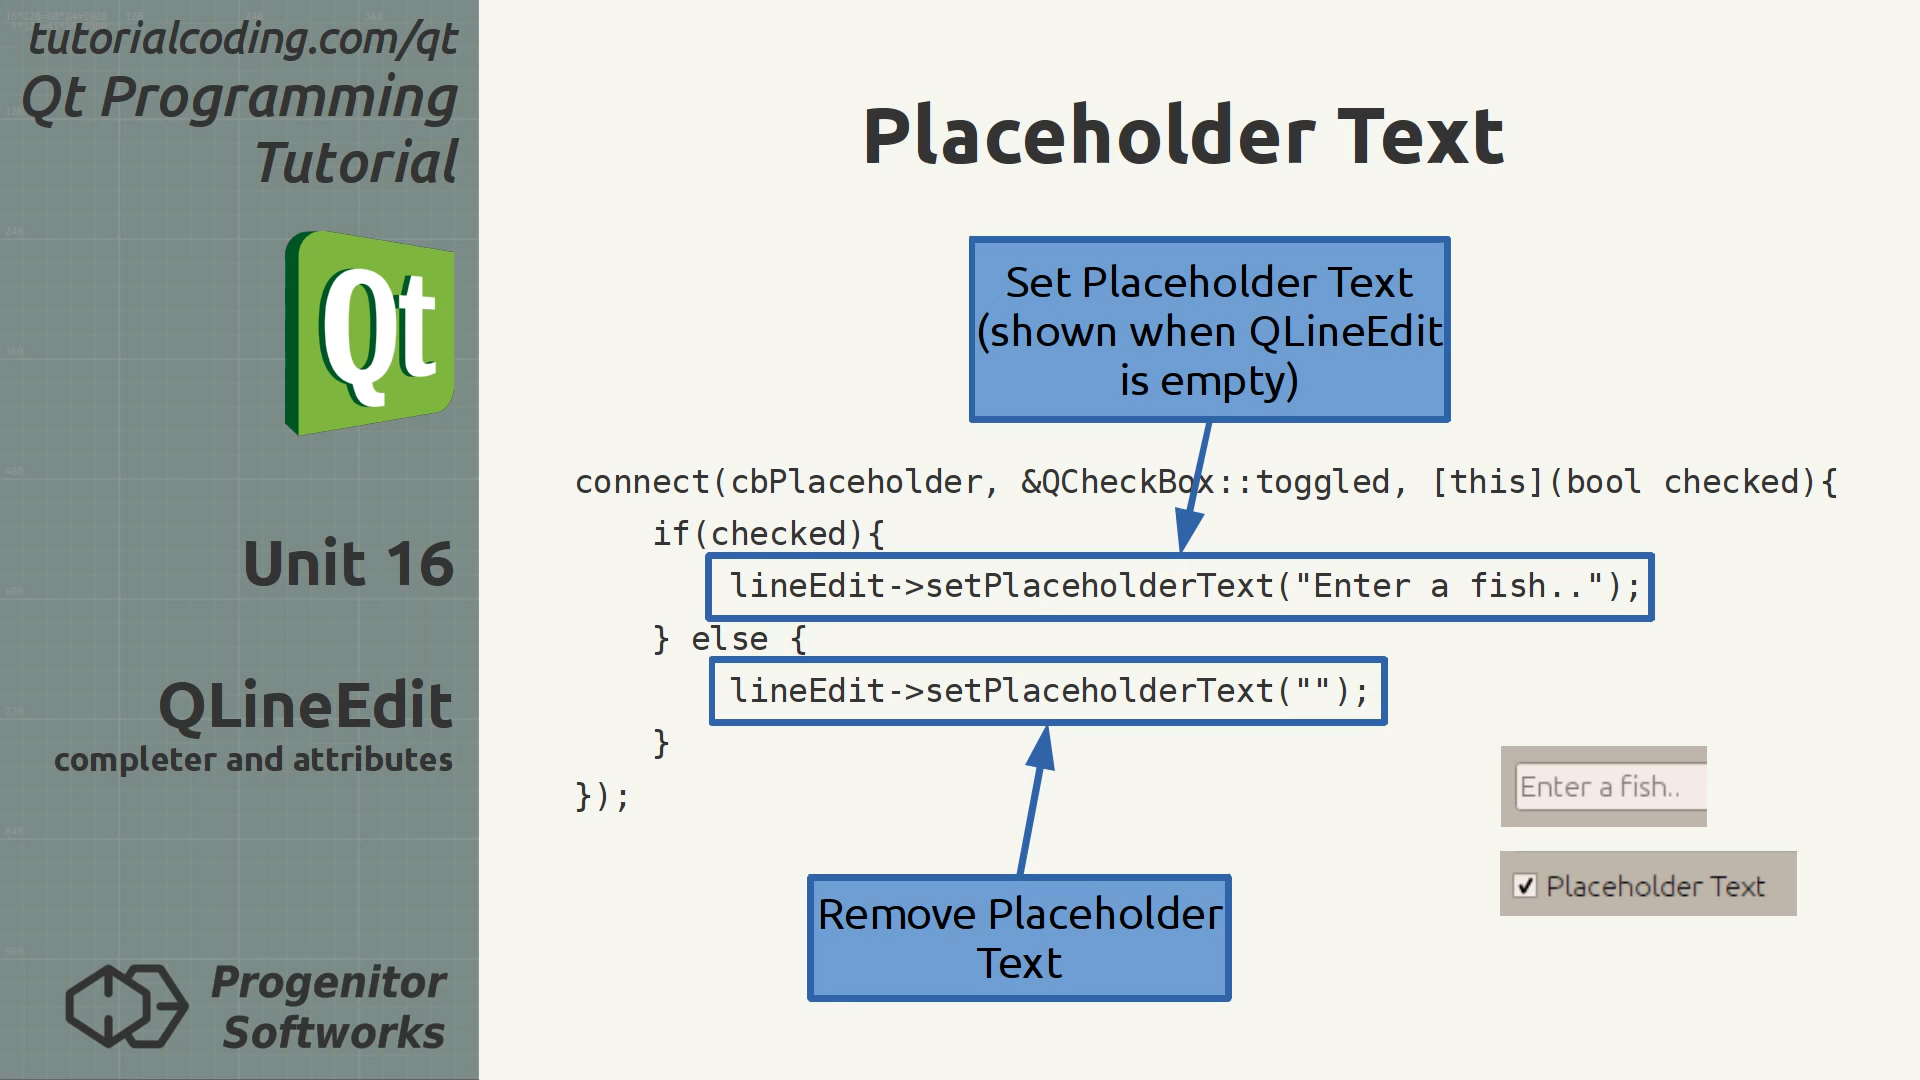 tutorialcoding.com/qt
Qt Programming
Tutorial
Qt
Unit 16
QLineEdit
completer and attributes
Progenitor
Softworks
Placeholder Text
Set Placeholder Text
(shown when QLineEdit
is empty)
connect(cbPlaceholder, &QCheckBox::toggled, [this](bool checked){
    if(checked){
        lineEdit->setPlaceholderText("Enter a fish..");
    } else {
        lineEdit->setPlaceholderText("");
    }
});
Enter a fish..
Placeholder Text
Remove Placeholder
Text